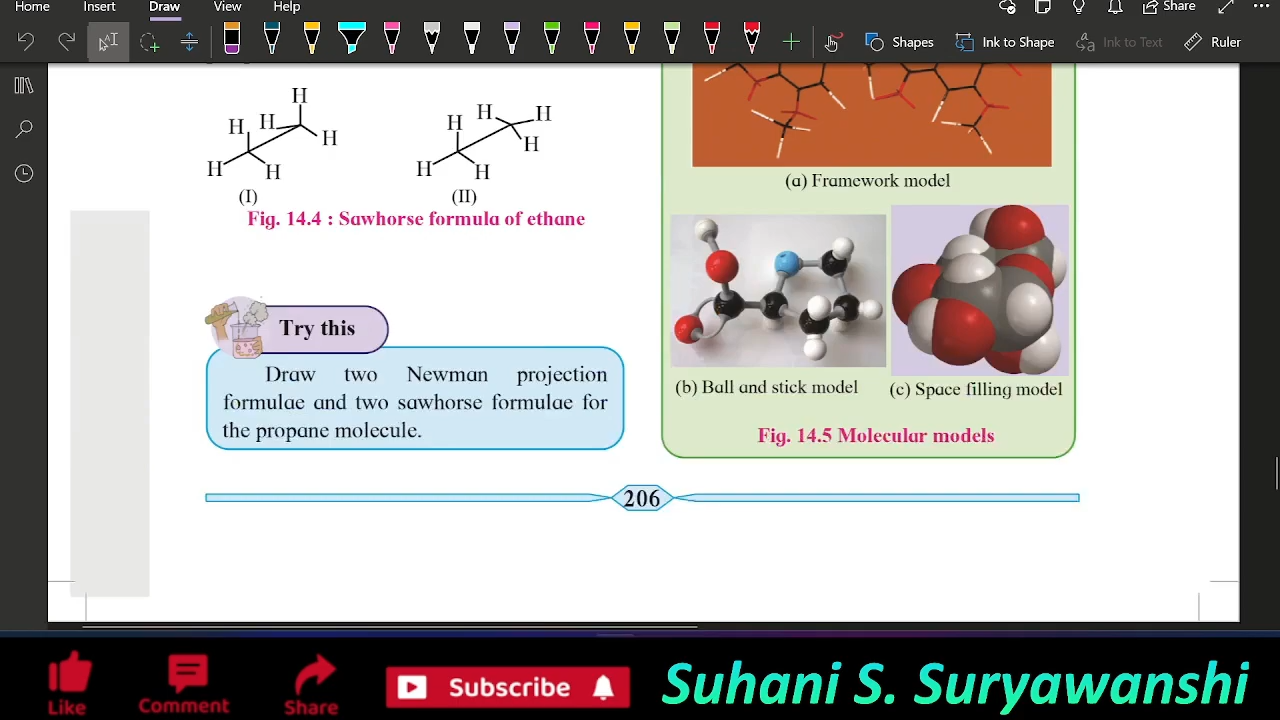 Home Insert Draw View Help
Share
Shapes Ink to Shape Ink to Text Ruler
H
H H H
H H
(I)
H H
H H
H H
(II)
Fig. 14.4 : Sawhorse formula of ethane
Try this
Draw two Newman projection
formulae and two sawhorse formulae for
the propane molecule.
(a) Framework model
(b) Ball and stick model
(c) Space filling model
Fig. 14.5 Molecular models
206
Like
Comment
Share
Subscribe
Suhani S. Suryawanshi